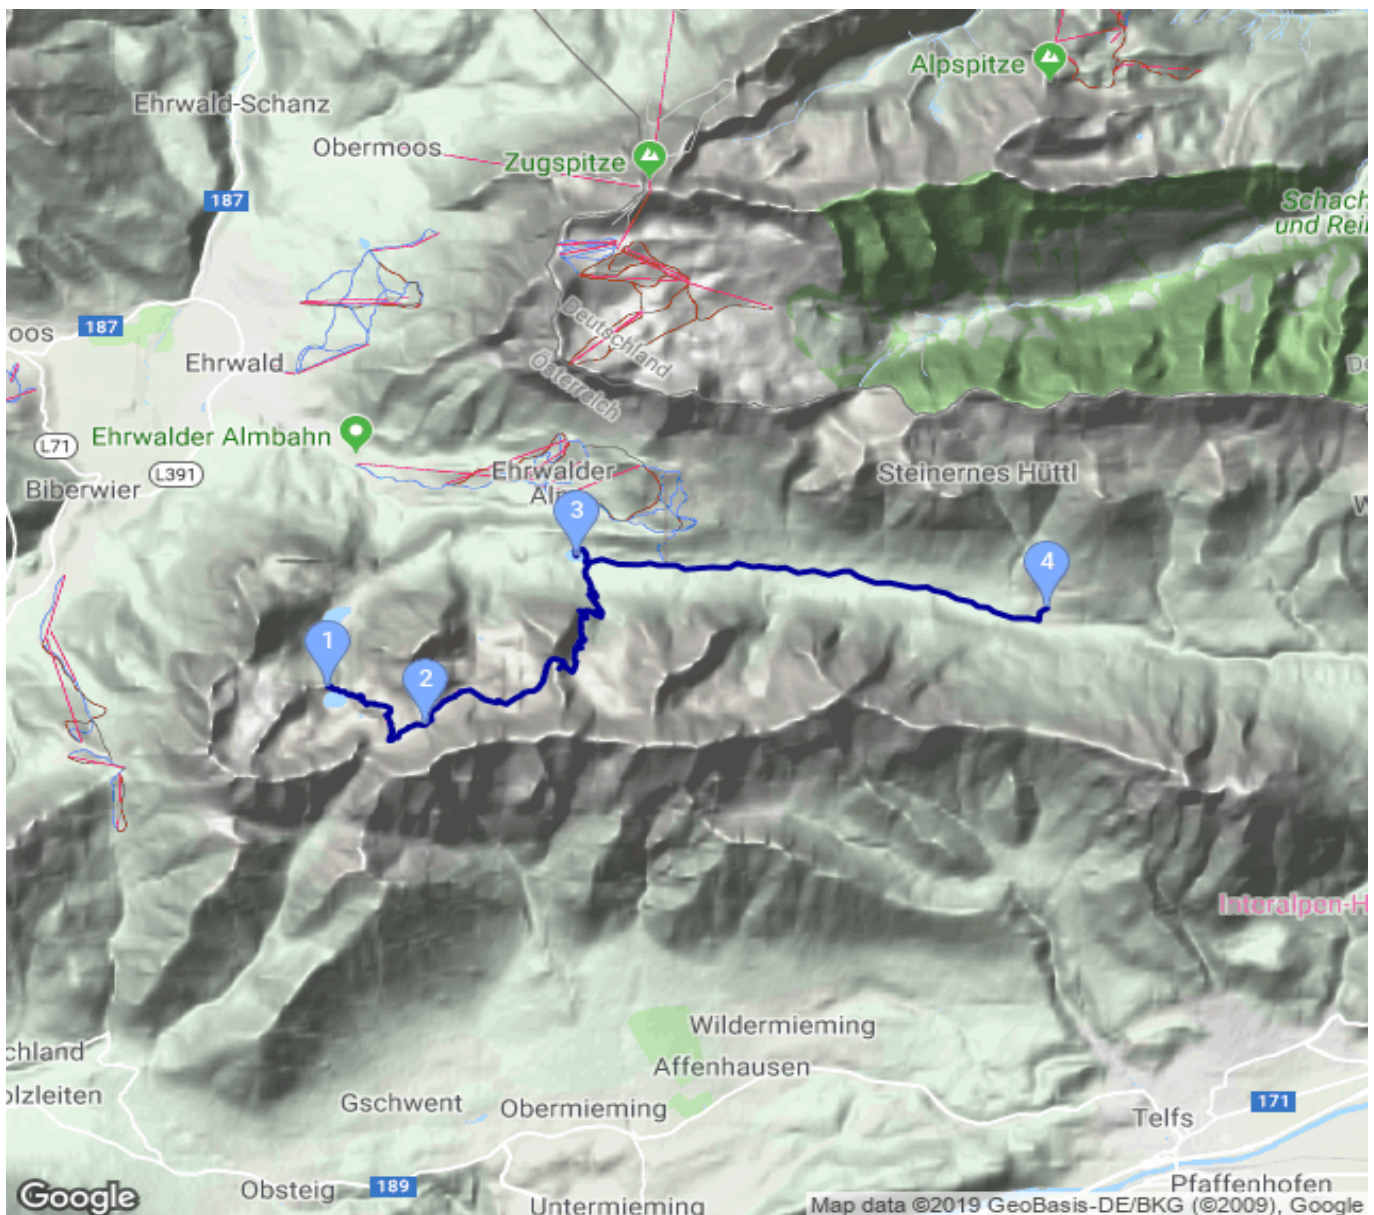 Alpspitze
Ehrwald-Schanz
Obermoos
Zugspitze
187
Schach
und Rei
Deutschland
Österreich
187
oos
Ehrwald
De
L71
Ehrwalder Almbahn
L391
Biberwier
Ehrwalder
Al
Steinernes Hüttl
W
3
4
1
2
Interalpen-H
Wildermieming
chland
Affenhausen
olzleiten
Gschwent
Obermieming
171
Telfs
Obsteig
189
Pfaffenhofen
Untermieming
Google
Map data ©2019 GeoBasis-DE/BKG (©2009), Google